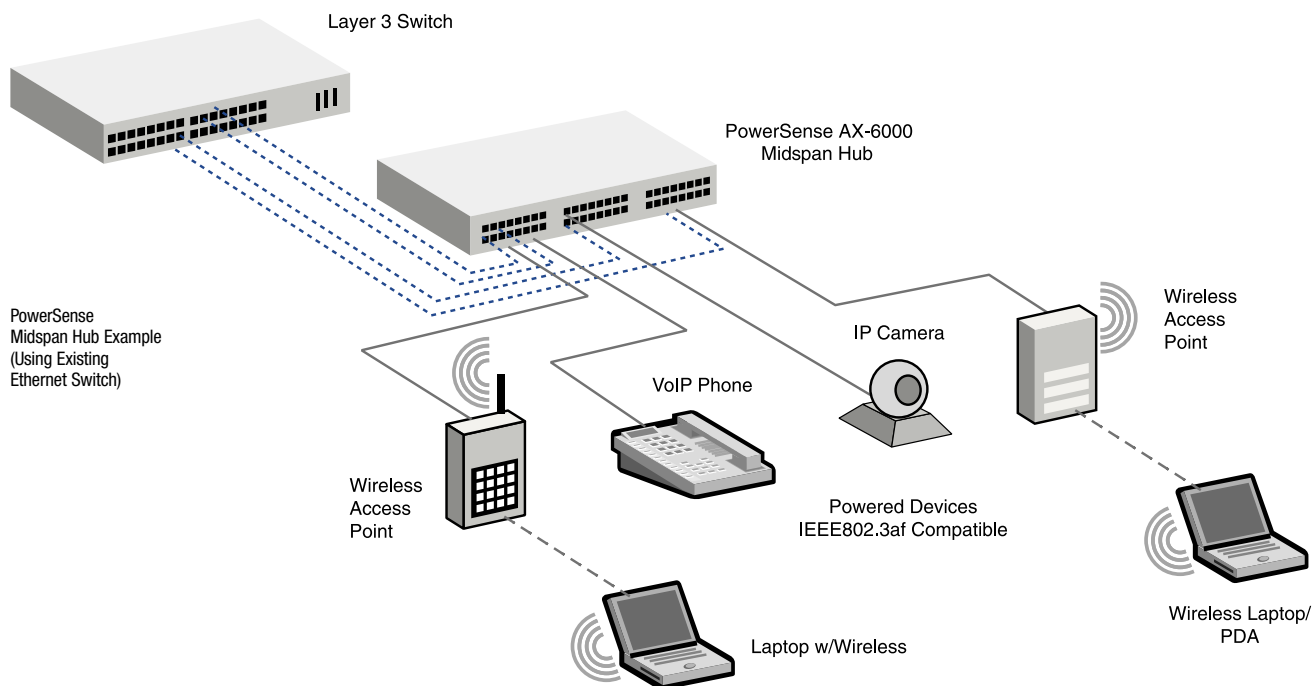 Layer 3 Switch
PowerSense AX-6000
Midspan Hub
PowerSense
Midspan Hub Example
(Using Existing
Ethernet Switch)
Wireless
Access
Point
IP Camera
VoIP Phone
Wireless
Access
Point
Powered Devices
IEEE802.3af Compatible
Wireless Laptop/
PDA
Laptop w/Wireless